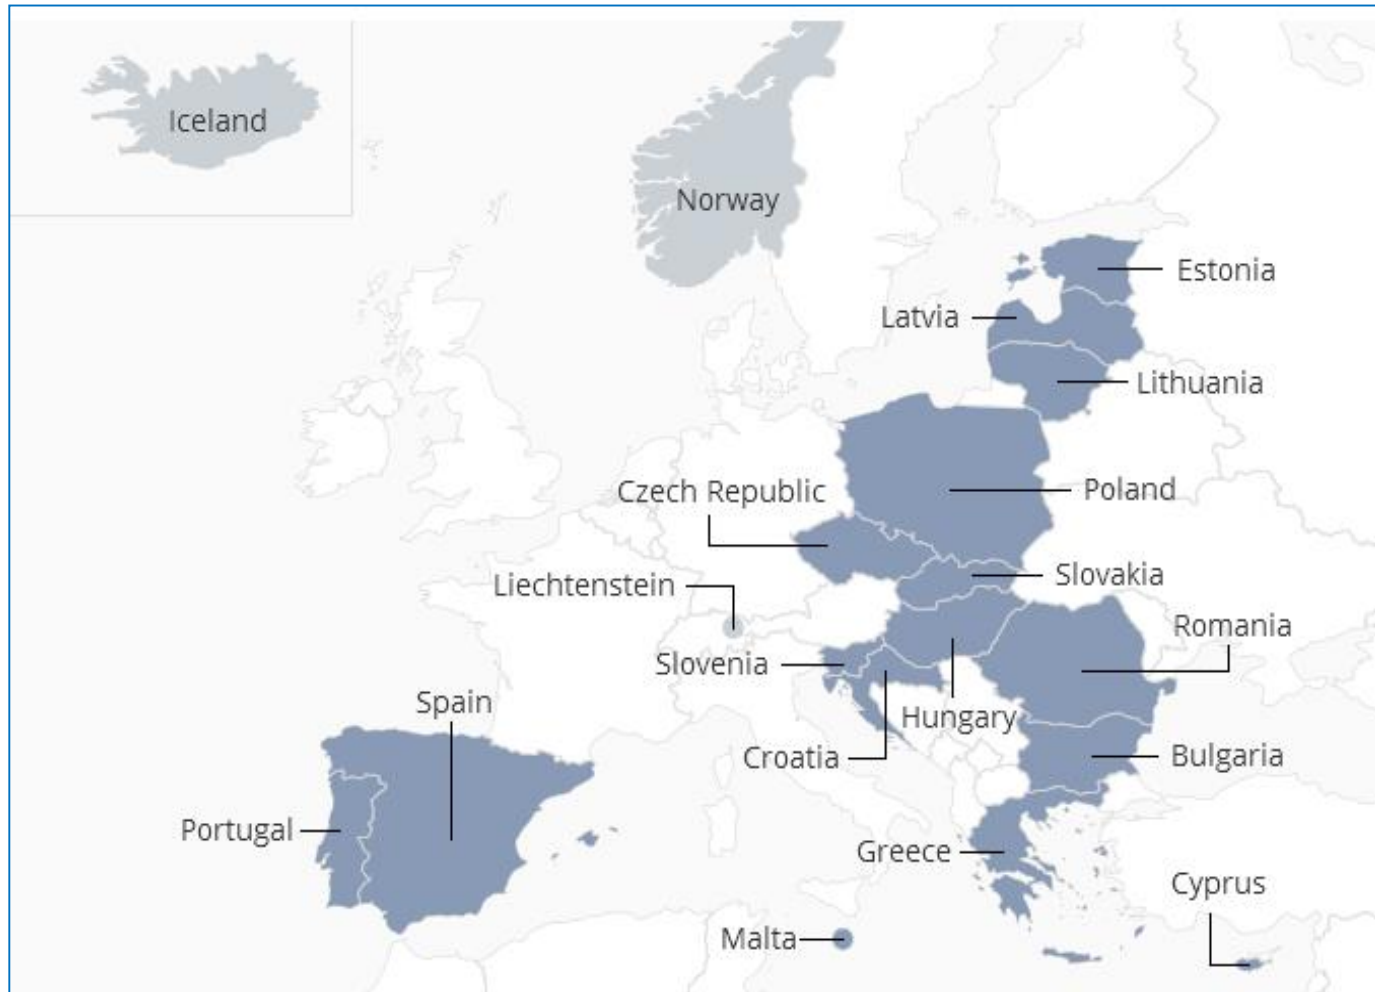 Iceland
Norway
Estonia
Latvia
Lithuania
Czech Republic
Poland
Slovakia
Liechtenstein
Romania
Slovenia
Spain
Hungary
Croatia
Bulgaria
Portugal
Greece
Cyprus
Malta